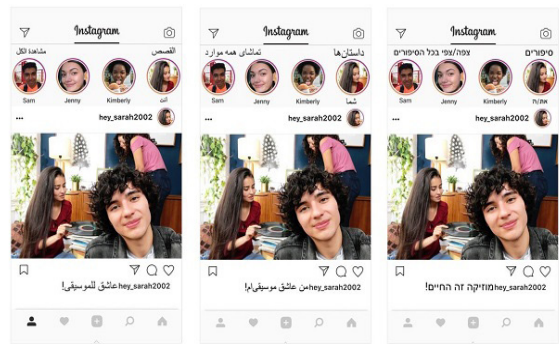 Instagram
القصص
مشاهدة الكل
أنت
Kimberly
Jenny
Sam
hey_sarah2002
hey_sarah2002 عاشق للموسيقى!
Instagram
داستان‌ها
تماشای همه موارد
شما
Kimberly
Jenny
Sam
hey_sarah2002
hey_sarah2002 من عاشق موسیقی‌ام!
Instagram
סיפורים
צפה/צפי בכל הסיפורים
את/ה
Kimberly
Jenny
Sam
hey_sarah2002
hey_sarah2002 מוזיקה זה החיים!